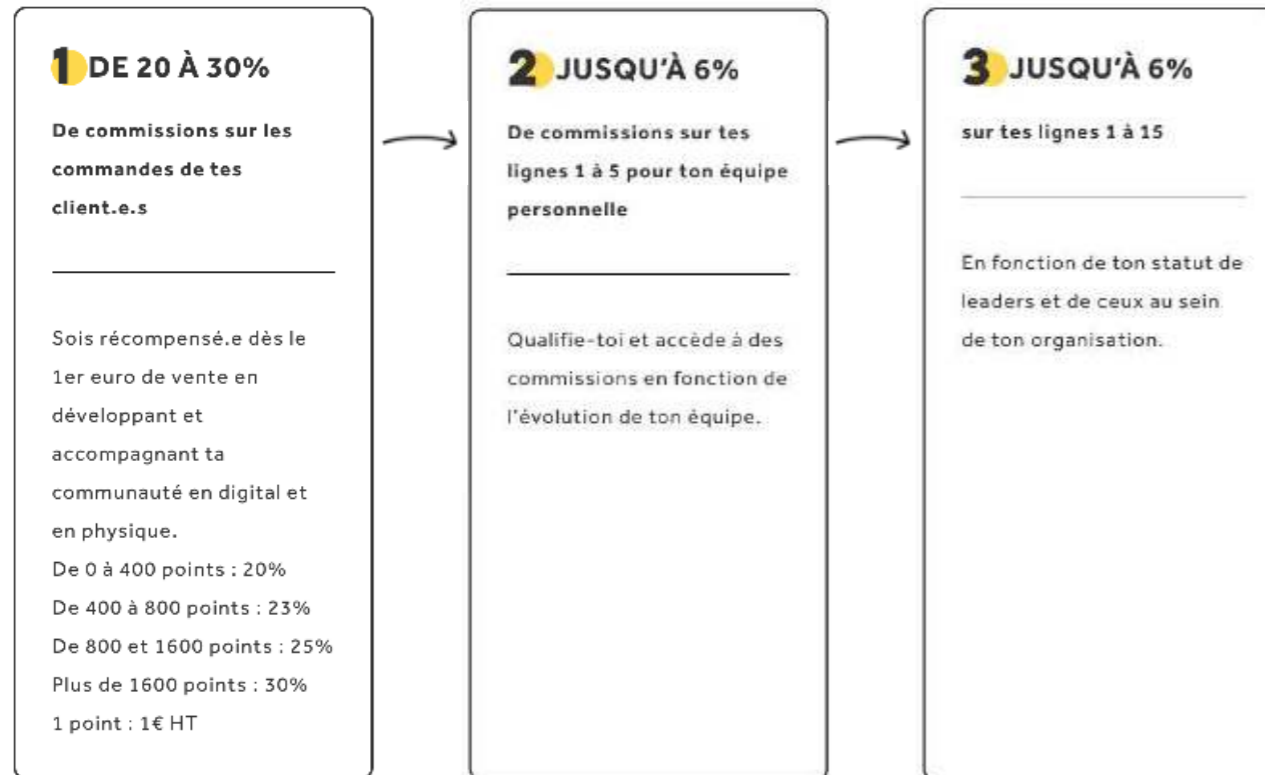 1 DE 20 À 30%
De commissions sur les
commandes de tes
client.e.s
Sois récompensé.e dès le
1er euro de vente en
développant et
accompagnant ta
communauté en digital et
en physique.
De 0 à 400 points : 20%
De 400 à 800 points : 23%
De 800 et 1600 points : 25%
Plus de 1600 points : 30%
1 point : 1€ HT
2 JUSQU'À 6%
De commissions sur tes
lignes 1 à 5 pour ton équipe
personnelle
Qualifie-toi et accède à des
commissions en fonction de
l'évolution de ton équipe.
3 JUSQU'À 6%
sur tes lignes 1 à 15
En fonction de ton statut de
leaders et de ceux au sein
de ton organisation.